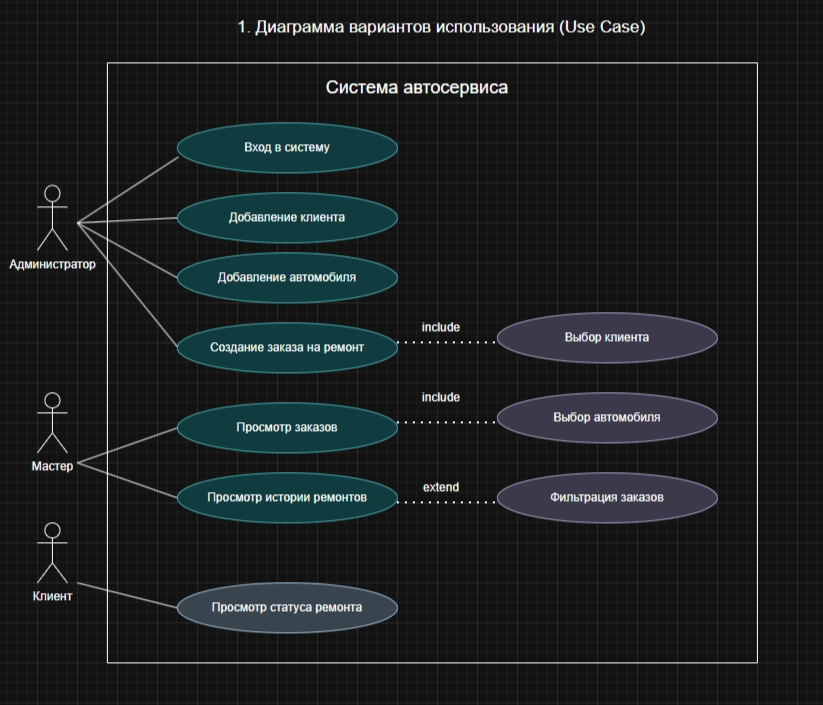 1. Диаграмма вариантов использования (Use Case)
Система автосервиса
Вход в систему
Добавление клиента
Администратор
Добавление автомобиля
Создание заказа на ремонт
include
Выбор клиента
Просмотр заказов
include
Выбор автомобиля
Мастер
Просмотр истории ремонтов
extend
Фильтрация заказов
Клиент
Просмотр статуса ремонта